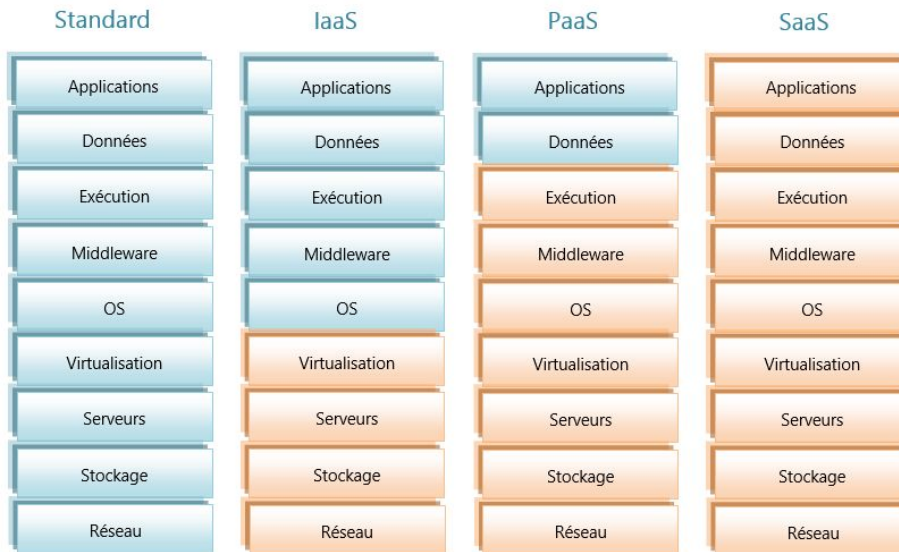 Standard
IaaS
PaaS
SaaS
Applications
Applications
Applications
Applications
Données
Données
Données
Données
Exécution
Exécution
Exécution
Exécution
Middleware
Middleware
Middleware
Middleware
OS
OS
OS
OS
Virtualisation
Virtualisation
Virtualisation
Virtualisation
Serveurs
Serveurs
Serveurs
Serveurs
Stockage
Stockage
Stockage
Stockage
Réseau
Réseau
Réseau
Réseau